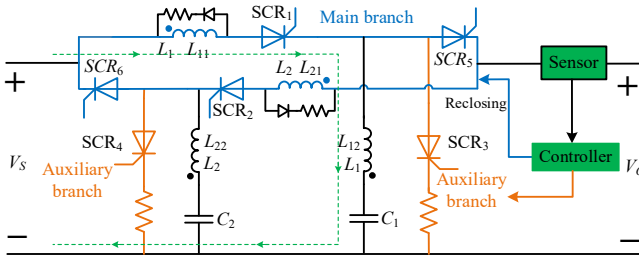 SCR1 Main branch
L1 L11
SCR5
Sensor
+ SCR6 L2 L21 +
SCR2 Reclosing
SCR4 L22 L12 SCR3
L2 L1 Controller
VS Auxiliary branch Auxiliary branch
C2 C1
− −